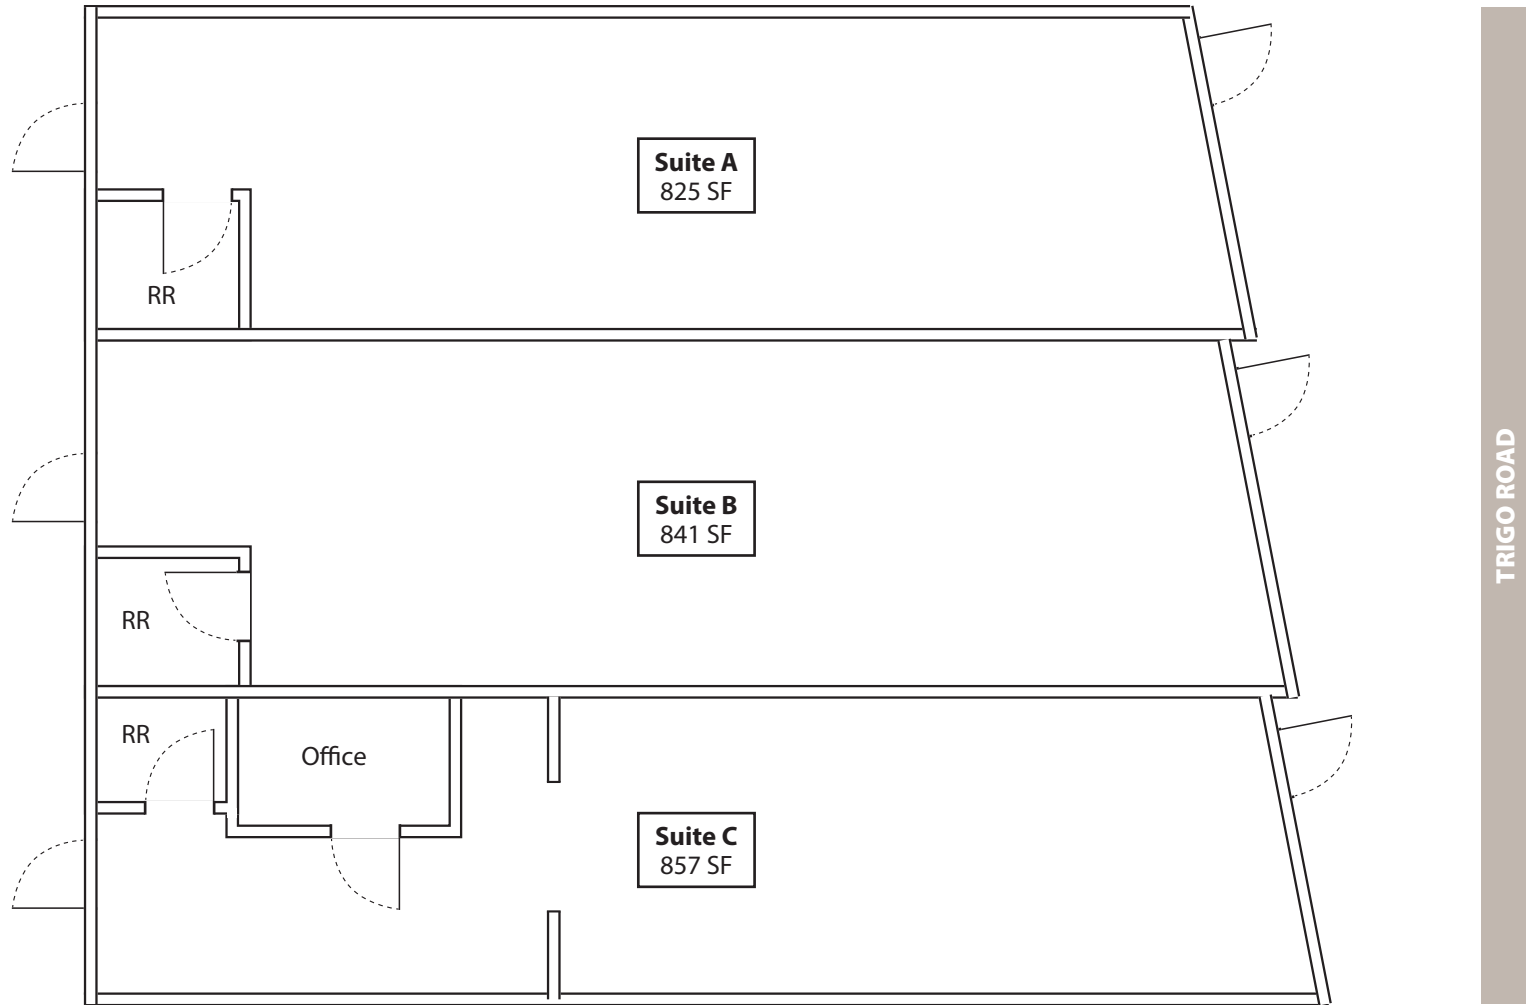 Suite A
825 SF
RR
Suite B
841 SF
RR
RR
Office
Suite C
857 SF
TRIGO ROAD